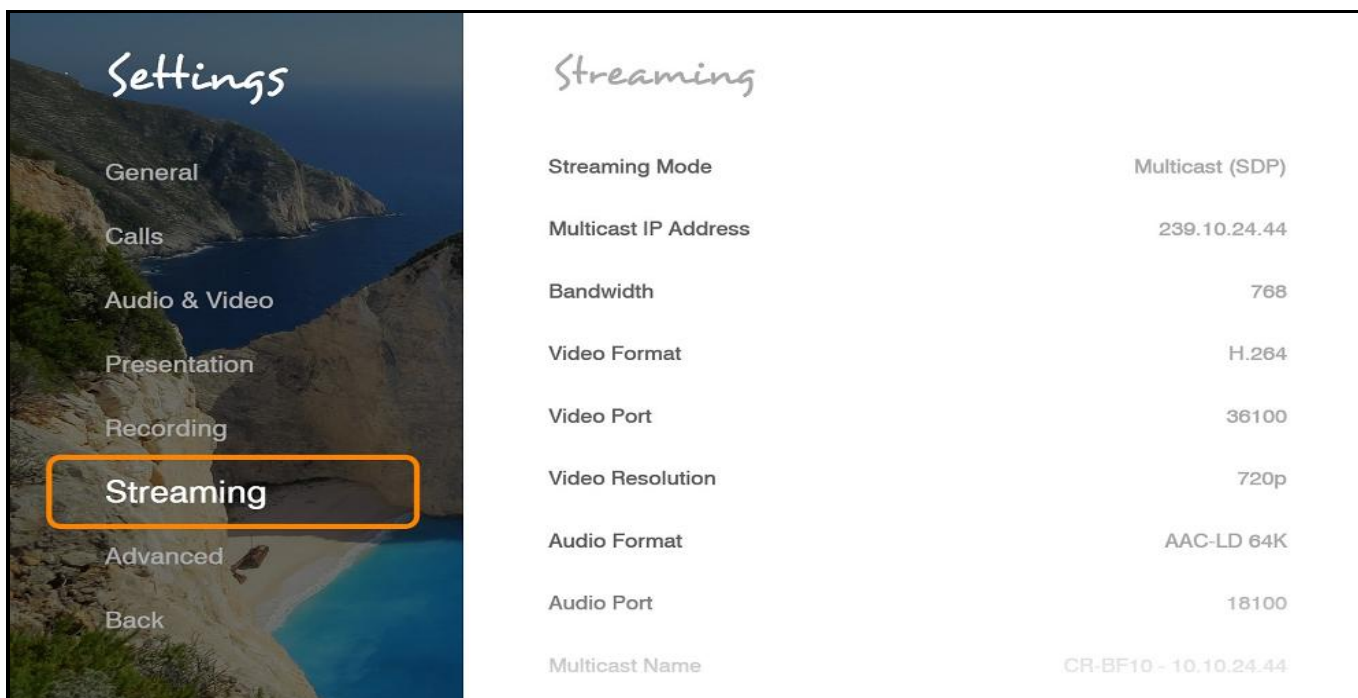 Settings
General
Calls
Audio & Video
Presentation
Recording
Streaming
Advanced
Back
Streaming
Streaming Mode Multicast (SDP)
Multicast IP Address 239.10.24.44
Bandwidth 768
Video Format H.264
Video Port 36100
Video Resolution 720p
Audio Format AAC-LD 64K
Audio Port 18100
Multicast Name CR-BF10 - 10.10.24.44